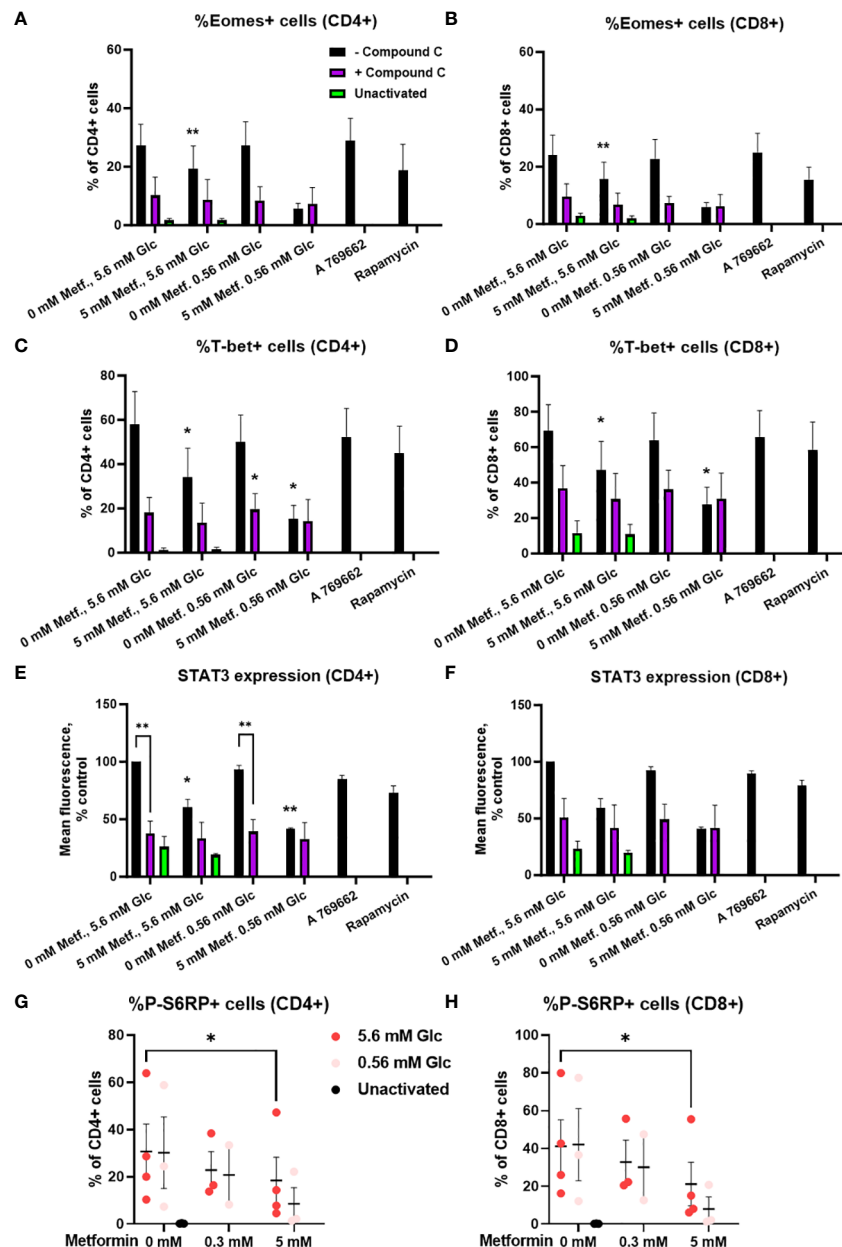 A
%Eomes+ cells (CD4+)
60
40
20
0
% of CD4+ cells
- Compound C
+ Compound C
Unactivated
**
0 mM Metf., 5.6 mM Glc
5 mM Metf., 5.6 mM Glc
0 mM Metf. 0.56 mM Glc
5 mM Metf. 0.56 mM Glc
A 769662
Rapamycin
B
%Eomes+ cells (CD8+)
60
40
20
0
% of CD8+ cells
**
0 mM Metf., 5.6 mM Glc
5 mM Metf., 5.6 mM Glc
0 mM Metf. 0.56 mM Glc
5 mM Metf. 0.56 mM Glc
A 769662
Rapamycin
C
%T-bet+ cells (CD4+)
80
60
40
20
0
% of CD4+ cells
*
*
*
0 mM Metf., 5.6 mM Glc
5 mM Metf., 5.6 mM Glc
0 mM Metf. 0.56 mM Glc
5 mM Metf. 0.56 mM Glc
A 769662
Rapamycin
D
%T-bet+ cells (CD8+)
100
80
60
40
20
0
% of CD8+ cells
*
*
0 mM Metf., 5.6 mM Glc
5 mM Metf., 5.6 mM Glc
0 mM Metf. 0.56 mM Glc
5 mM Metf. 0.56 mM Glc
A 769662
Rapamycin
E
STAT3 expression (CD4+)
150
100
50
0
Mean fluorescence,
% control
**
*
**
**
0 mM Metf., 5.6 mM Glc
5 mM Metf., 5.6 mM Glc
0 mM Metf. 0.56 mM Glc
5 mM Metf. 0.56 mM Glc
A 769662
Rapamycin
F
STAT3 expression (CD8+)
150
100
50
0
Mean fluorescence,
% control
0 mM Metf., 5.6 mM Glc
5 mM Metf., 5.6 mM Glc
0 mM Metf. 0.56 mM Glc
5 mM Metf. 0.56 mM Glc
A 769662
Rapamycin
G
%P-S6RP+ cells (CD4+)
80
60
40
20
0
% of CD4+ cells
*
5.6 mM Glc
0.56 mM Glc
Unactivated
Metformin 0 mM 0.3 mM 5 mM
H
%P-S6RP+ cells (CD8+)
100
80
60
40
20
0
% of CD8+ cells
*
Metformin 0 mM 0.3 mM 5 mM